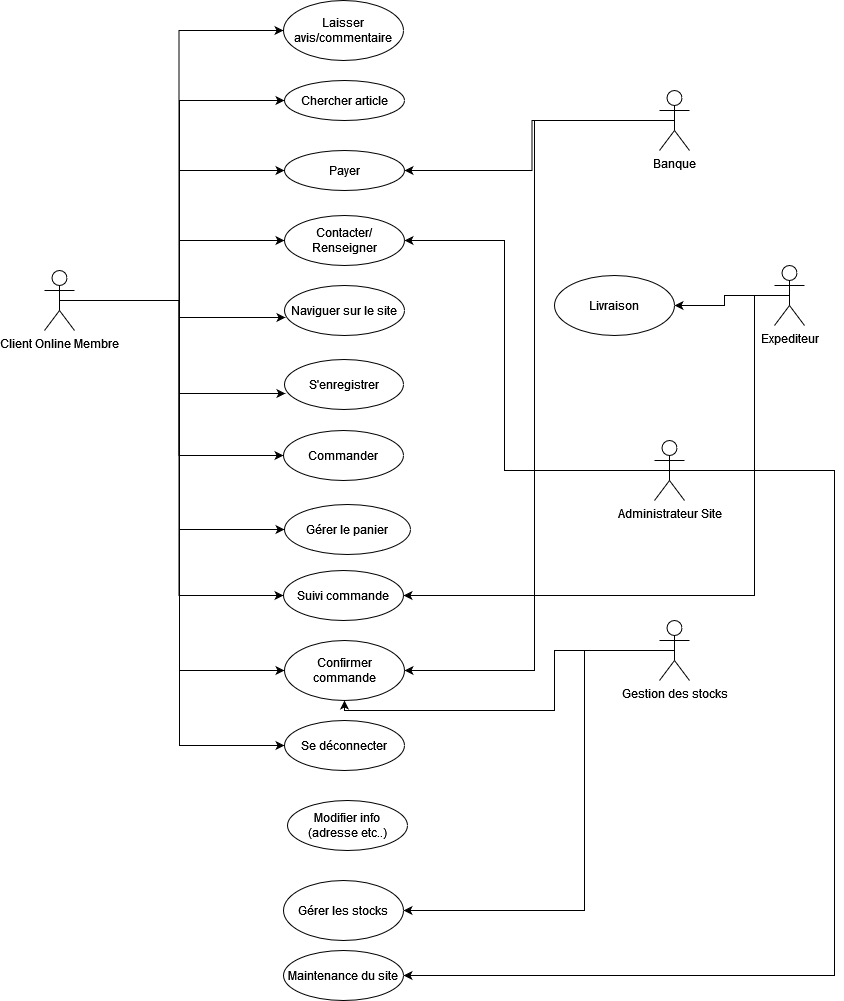 Laisser
avis/commentaire
Chercher article
Banque
Payer
Contacter/
Renseigner
Naviguer sur le site
Livraison
Client Online Membre
Expediteur
S'enregistrer
Commander
Administrateur Site
Gérer le panier
Suivi commande
Confirmer
commande
Gestion des stocks
Se déconnecter
Modifier info
(adresse etc..)
Gérer les stocks
Maintenance du site